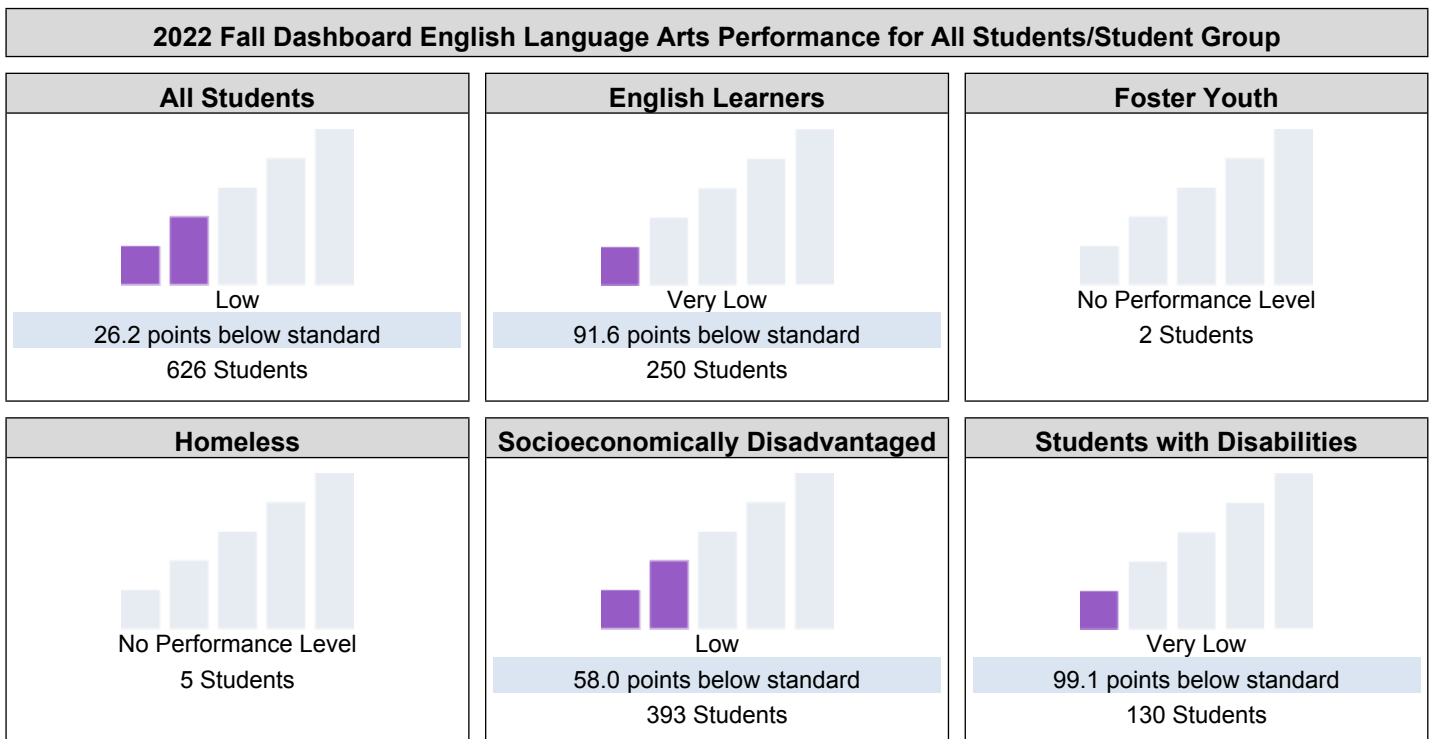 2022 Fall Dashboard English Language Arts Performance for All Students/Student Group
All Students
Low
26.2 points below standard
626 Students
English Learners
Very Low
91.6 points below standard
250 Students
Foster Youth
No Performance Level
2 Students
Homeless
No Performance Level
5 Students
Socioeconomically Disadvantaged
Low
58.0 points below standard
393 Students
Students with Disabilities
Very Low
99.1 points below standard
130 Students